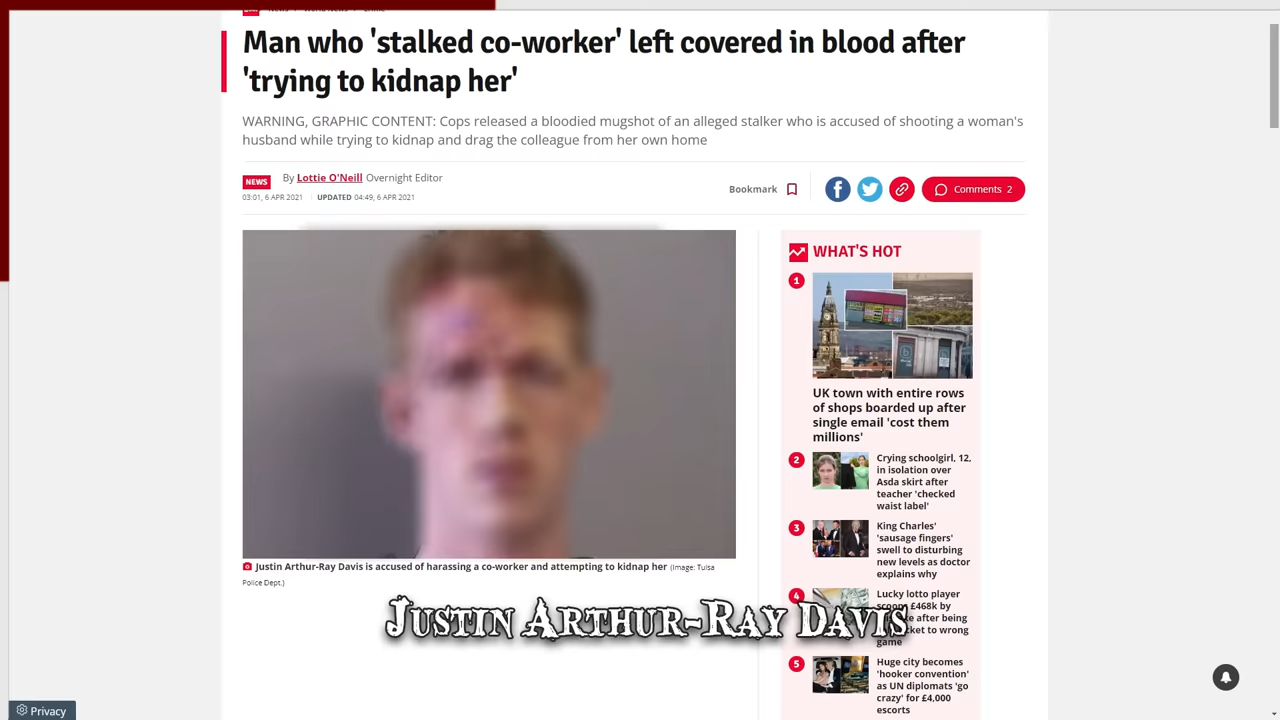 Man who 'stalked co-worker' left covered in blood after
'trying to kidnap her'
WARNING, GRAPHIC CONTENT: Cops released a bloodied mugshot of an alleged stalker who is accused of shooting a woman's
husband while trying to kidnap and drag the colleague from her own home
NEWS
By Lottie O'Neill Overnight Editor
03:01, 6 APR 2021 | UPDATED 04:49, 6 APR 2021
Bookmark
Comments 2
Justin Arthur-Ray Davis is accused of harassing a co-worker and attempting to kidnap her (Image: Tulsa
Police Dept.)
Justin Arthur-Ray Davis
WHAT'S HOT
1
UK town with entire rows
of shops boarded up after
single email 'cost them
millions'
2
Crying schoolgirl, 12,
in isolation over
Asda skirt after
teacher 'checked
waist label'
3
King Charles'
'sausage fingers'
swell to disturbing
new levels as doctor
explains why
4
Lucky lotto player
scoops £468k by
after being
ticket to wrong
game
5
Huge city becomes
'hooker convention'
as UN diplomats 'go
crazy' for £4,000
escorts
Privacy